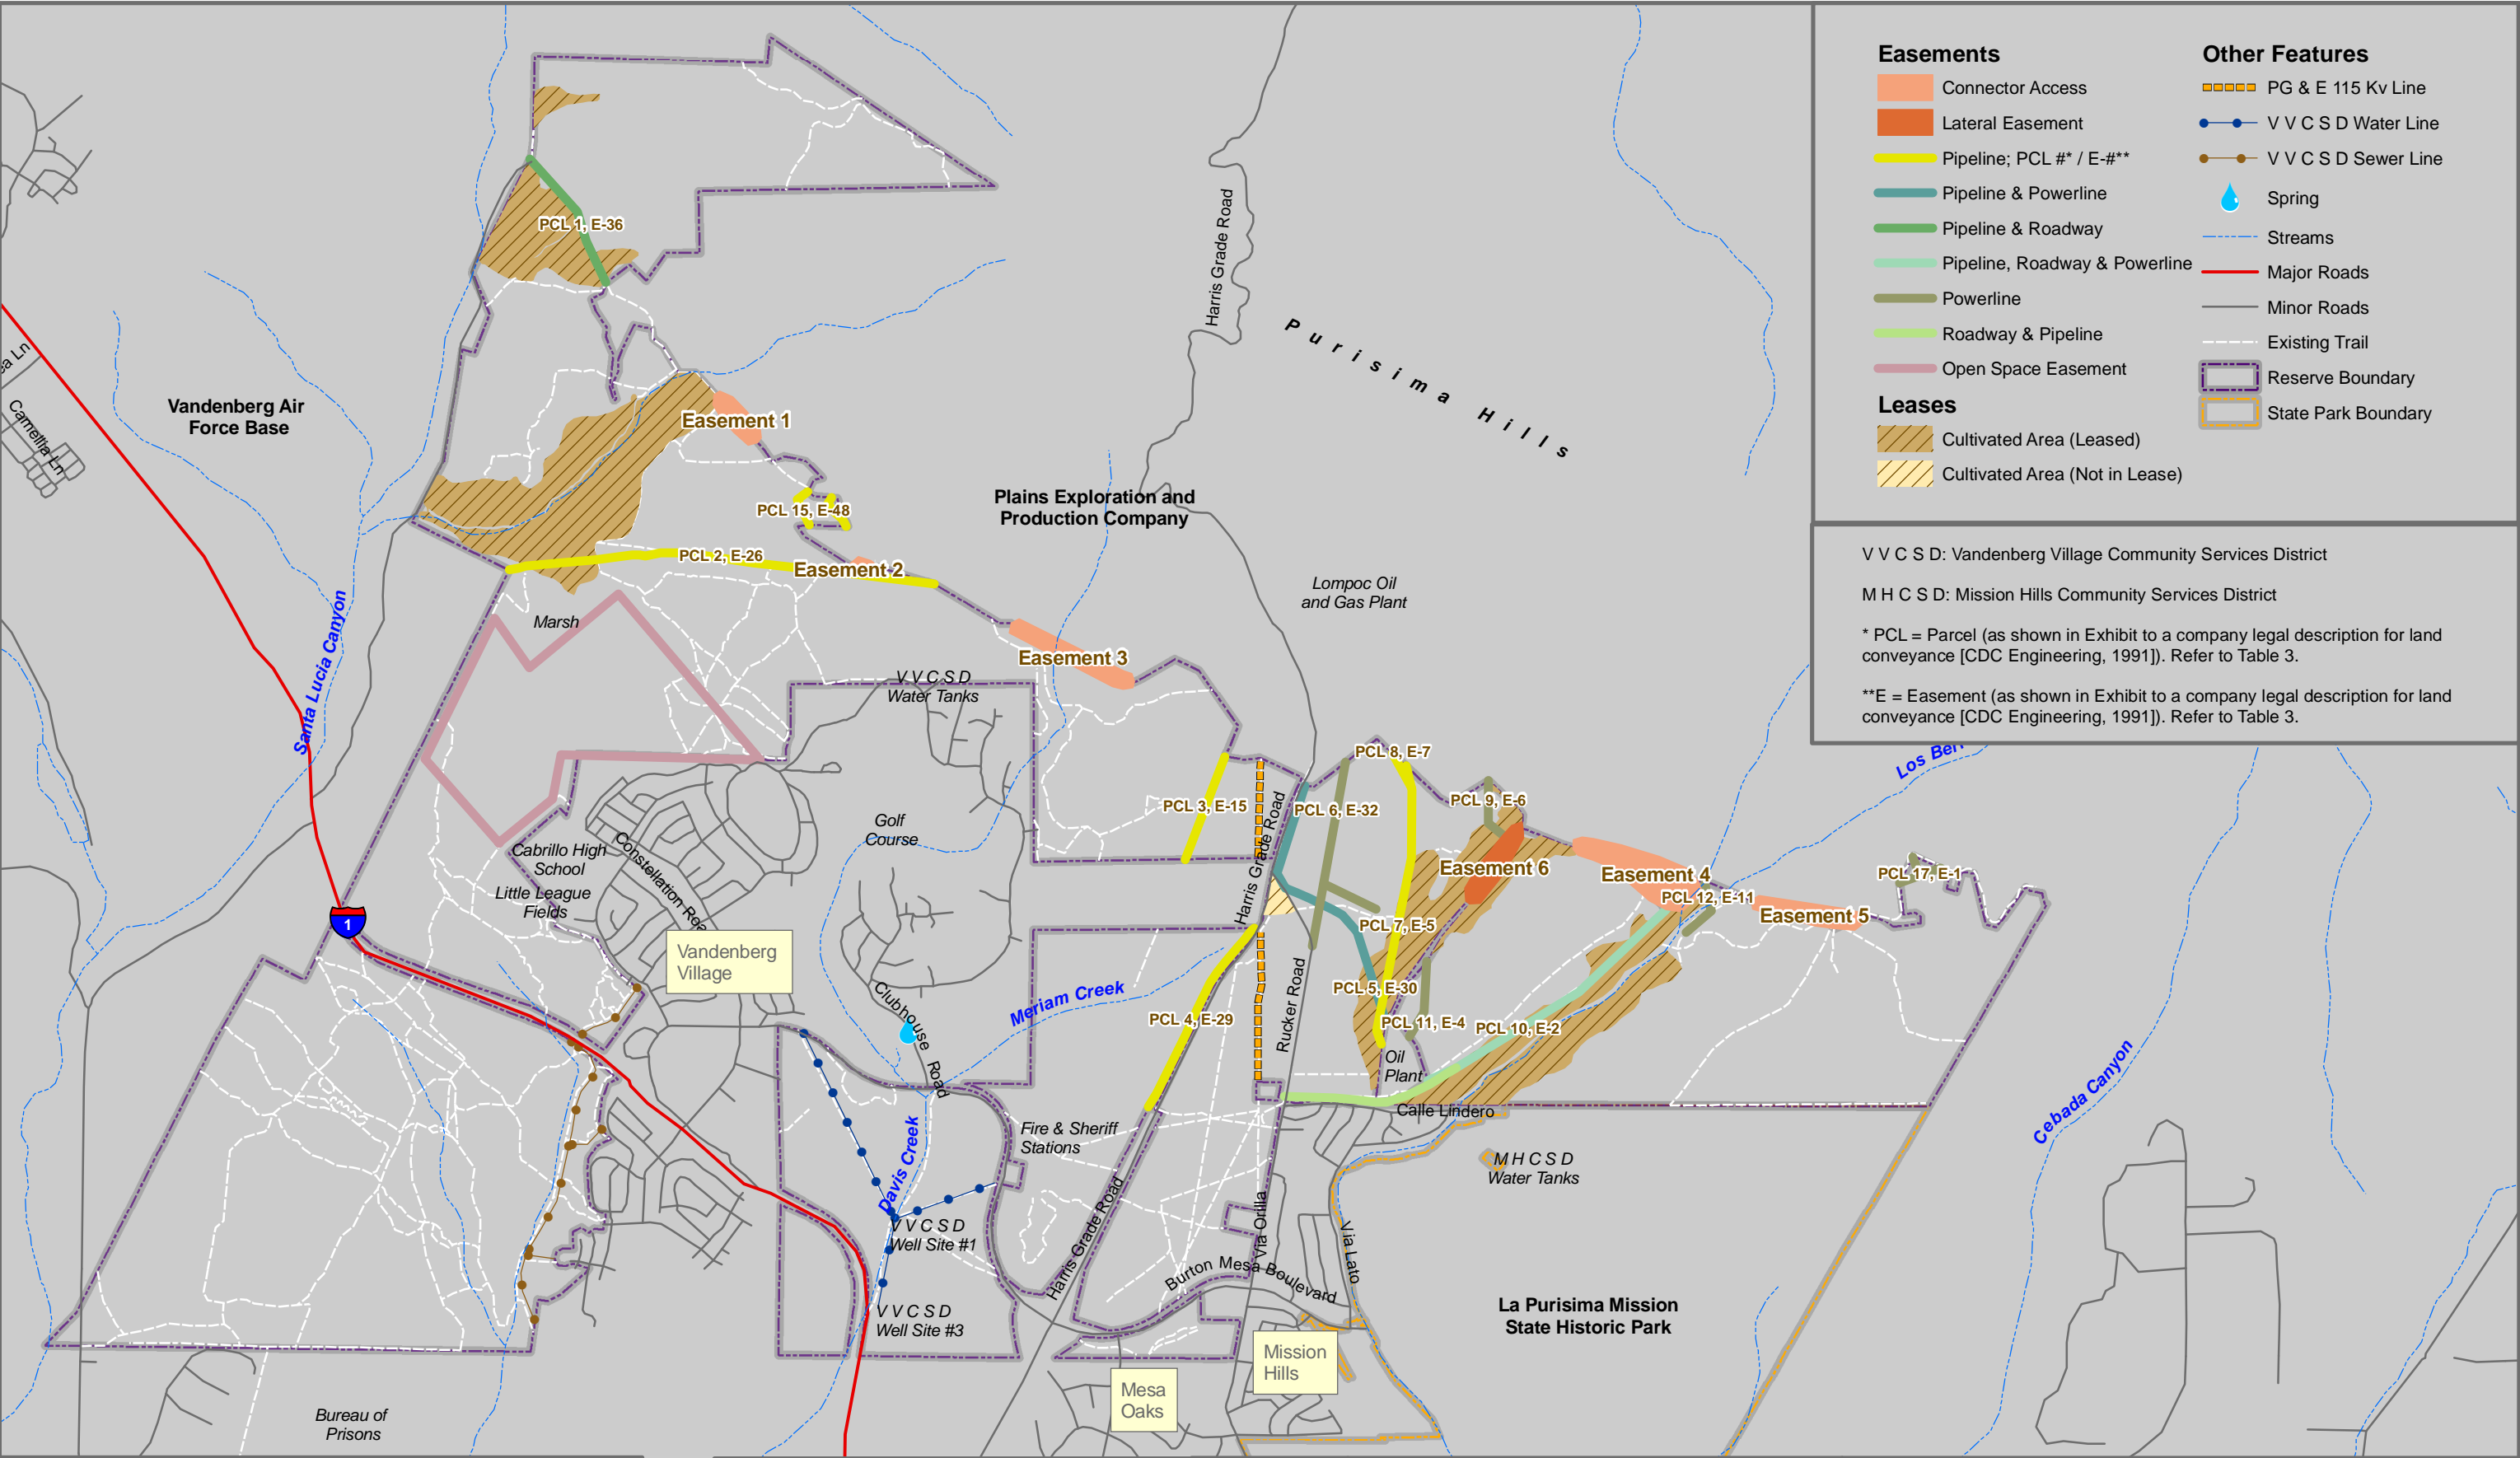 Easements
Connector Access
Lateral Easement
Pipeline; PCL #* / E-#**
Pipeline & Powerline
Pipeline & Roadway
Pipeline, Roadway & Powerline
Powerline
Roadway & Pipeline
Open Space Easement
Leases
Cultivated Area (Leased)
Cultivated Area (Not in Lease)
Other Features
PG & E 115 Kv Line
V V C S D Water Line
V V C S D Sewer Line
Spring
Streams
Major Roads
Minor Roads
Existing Trail
Reserve Boundary
State Park Boundary
V V C S D: Vandenberg Village Community Services District
M H C S D: Mission Hills Community Services District
* PCL = Parcel (as shown in Exhibit to a company legal description for land
conveyance [CDC Engineering, 1991]). Refer to Table 3.
**E = Easement (as shown in Exhibit to a company legal description for land
conveyance [CDC Engineering, 1991]). Refer to Table 3.
PCL 1, E-36
Harris Grade Road
Purisima Hills
Vandenberg Air
Force Base
Camellia Ln
Easement 1
PCL 15, E-48
Plains Exploration and
Production Company
PCL 2, E-26
Easement 2
Lompoc Oil
and Gas Plant
Marsh
Santa Lucia Canyon
Easement 3
V V C S D
Water Tanks
PCL 8, E-7
PCL 3, E-15
PCL 6, E-32
PCL 9, E-6
Golf
Course
Harris Grade Road
Cabrillo High
School
Constellation Roa
Little League
Fields
Easement 6
Easement 4
PCL 17, E-1
PCL 12, E-11
Easement 5
1
PCL 7, E-5
Vandenberg
Village
PCL 5, E-30
Clubhouse Road
Meriam Creek
PCL 4, E-29
Rucker Road
PCL 11, E-4
PCL 10, E-2
Oil
Plant
Calle Lindero
Cebada Canyon
Davis Creek
Fire & Sheriff
Stations
M H C S D
Water Tanks
V V C S D
Well Site #1
Harris Grade Road
Via Orilla
Via Lato
Burton Mesa Boulevard
V V C S D
Well Site #3
La Purisima Mission
State Historic Park
Mission
Hills
Mesa
Oaks
Bureau of
Prisons